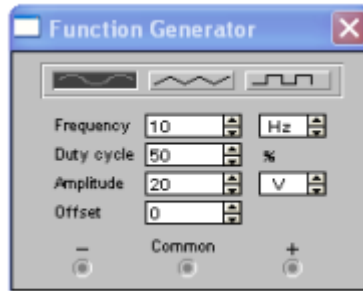 Function Generator
Frequency 10 Hz
Duty cycle 50 %
Amplitude 20 V
Offset 0
− Common +